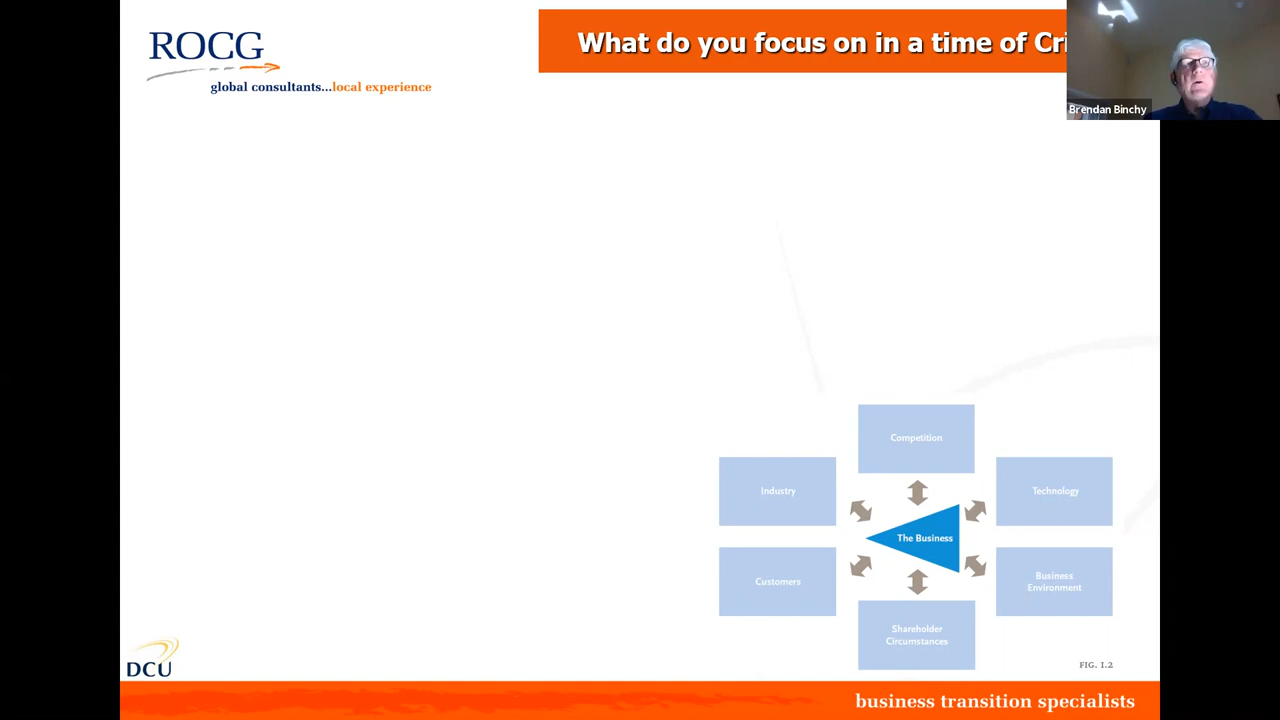 ROCG
global consultants...local experience
What do you focus on in a time of
Brendan Binchy
Competition
Industry
Technology
The Business
Customers
Business
Environment
Shareholder
Circumstances
FIG. 1.2
DCU
business transition specialists